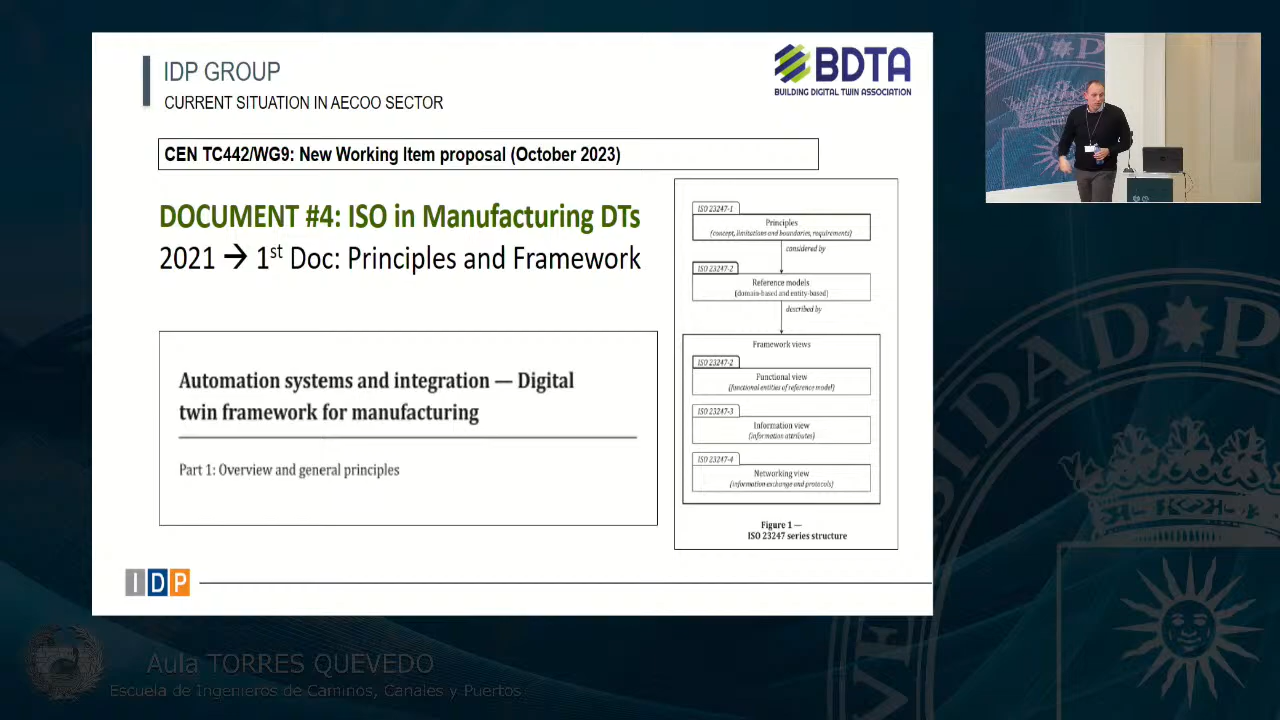 IDP GROUP
CURRENT SITUATION IN AECOO SECTOR
BDTA
BUILDING DIGITAL TWIN ASSOCIATION
CEN TC442/WG9: New Working Item proposal (October 2023)
DOCUMENT #4: ISO in Manufacturing DTs
2021 → 1st Doc: Principles and Framework
Automation systems and integration — Digital
twin framework for manufacturing
Part 1: Overview and general principles
ISO 23247-1
Principles
(concept, limitations and boundaries, requirements)
considered by
ISO 23247-2
Reference models
(domain-based and entity-based)
described by
Framework views
ISO 23247-2
Functional view
(functional entities of reference model)
ISO 23247-3
Information view
(information attributes)
ISO 23247-4
Networking view
(information exchange and protocols)
Figure 1 —
ISO 23247 series structure
IDP
Aula TORRES QUEVEDO
Escuela de Ingenieros de Caminos, Canales y Puertos
VERSIDAD * P